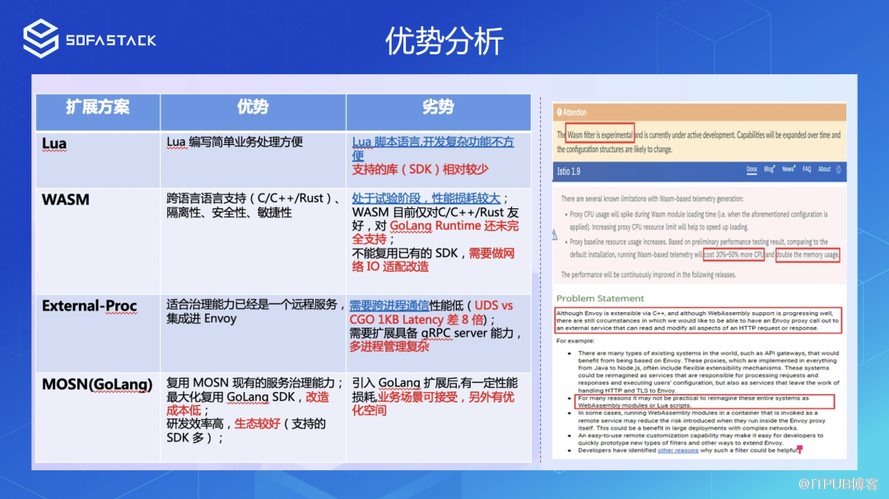 SOFASTACK
优势分析
扩展方案
优势
劣势
Lua
Lua 编写简单业务处理方便
Lua 脚本语言,开发复杂功能不方
便
支持的库（SDK）相对较少
WASM
跨语言语言支持（C/C++/Rust）、
隔离性、安全性、敏捷性
处于试验阶段，性能损耗较大；
WASM 目前仅对C/C++/Rust 友
好，对 GoLang Runtime 还未完
全支持；
不能复用已有的 SDK，需要做网
络 IO 适配改造
External-Proc
适合治理能力已经是一个远程服务，
集成进 Envoy
需要跨进程通信性能低（UDS vs
CGO 1KB Latency 差 8 倍)；
需要扩展具备 gRPC server 能力，
多进程管理复杂
MOSN(GoLang)
复用 MOSN 现有的服务治理能力；
最大化复用 GoLang SDK，改造
成本低；
研发效率高，生态较好（支持的
SDK 多）；
引入 GoLang 扩展后,有一定性能
损耗,业务场景可接受，另外有优
化空间
Attention
The Wasm filter is experimental and is currently under active development. Capabilities will be expanded over time and
the configuration structures are likely to change.
Istio 1.9
Docs Blog News FAQ About
There are several known limitations with Wasm-based telemetry generation:
Proxy CPU usage will spike during Wasm module loading time (i.e. when the aforementioned configuration is
applied). Increasing proxy CPU resource limit will help to speed up loading.
Proxy baseline resource usage increases. Based on preliminary performance testing result, comparing to the
default installation, running Wasm-based telemetry will cost 30%~50% more CPU and double the memory usage.
The performance will be continuously improved in the following releases.
Problem Statement
Although Envoy is extensible via C++, and although WebAssembly support is progressing well,
there are still circumstances in which we would like to be able to have an Envoy proxy call out to
an external service that can read and modify all aspects of an HTTP request or response.
For example:
There are many types of existing systems in the world, such as API gateways, that would
benefit from being based on Envoy. These proxies, which are implemented in everything
from Java to Node.js, often include flexible extensibility mechanisms. These systems
could be reimagined as services that are responsible for processing requests and
responses and executing users' configuration, but also as services that leave the work of
handling HTTP and TLS to Envoy.
For many reasons it may not be practical to reimagine these entire systems as
WebAssembly modules or Lua scripts.
In some cases, running WebAssembly modules in a container that is invoked as a
remote service may reduce the risk introduced when they run inside the Envoy proxy
itself. This could be a benefit in large deployments with complex networks.
An easy-to-use remote customization capability may make it easy for developers to
quickly prototype new types of filters and other ways to extend Envoy.
Developers have identified other reasons why such a filter could be helpful
@ITPUB博客